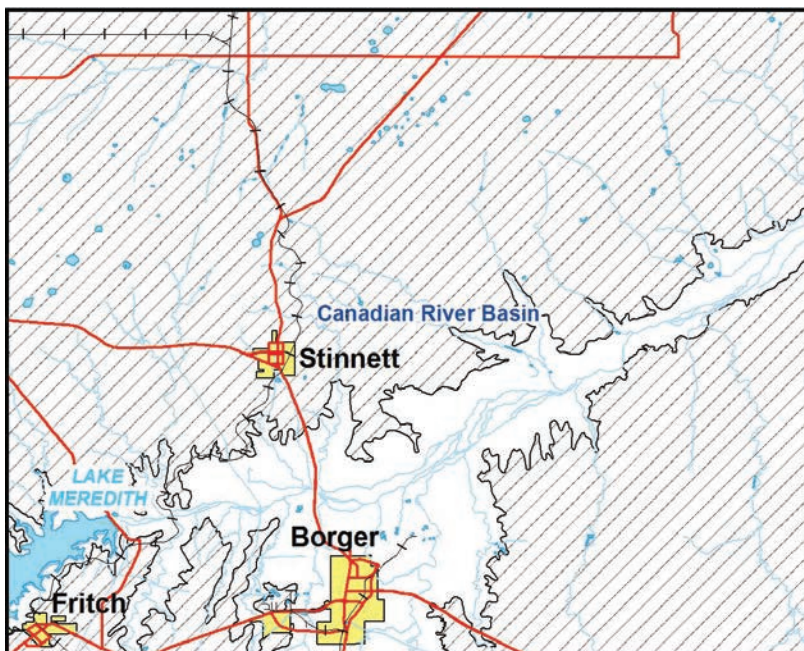 Canadian River Basin
Stinnett
LAKE
MEREDITH
Borger
Fritch